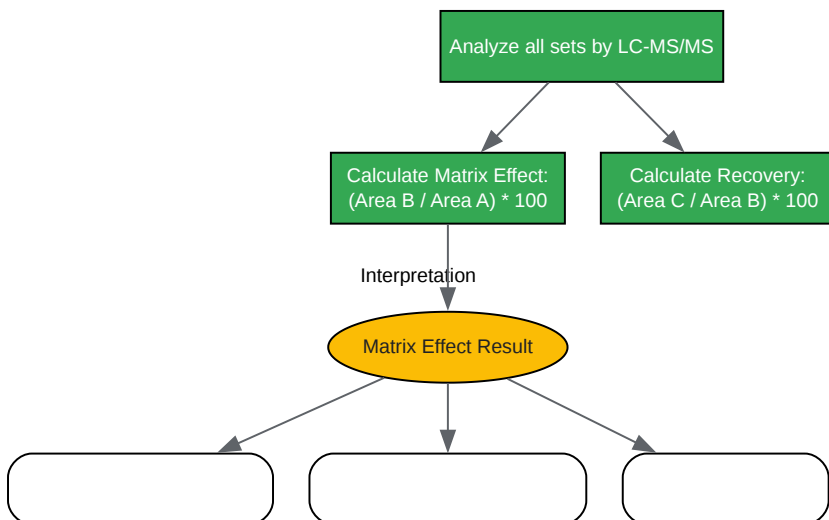 Analyze all sets by LC-MS/MS
Calculate Matrix Effect:
(Area B / Area A) * 100
Calculate Recovery:
(Area C / Area B) * 100
Interpretation
Matrix Effect Result